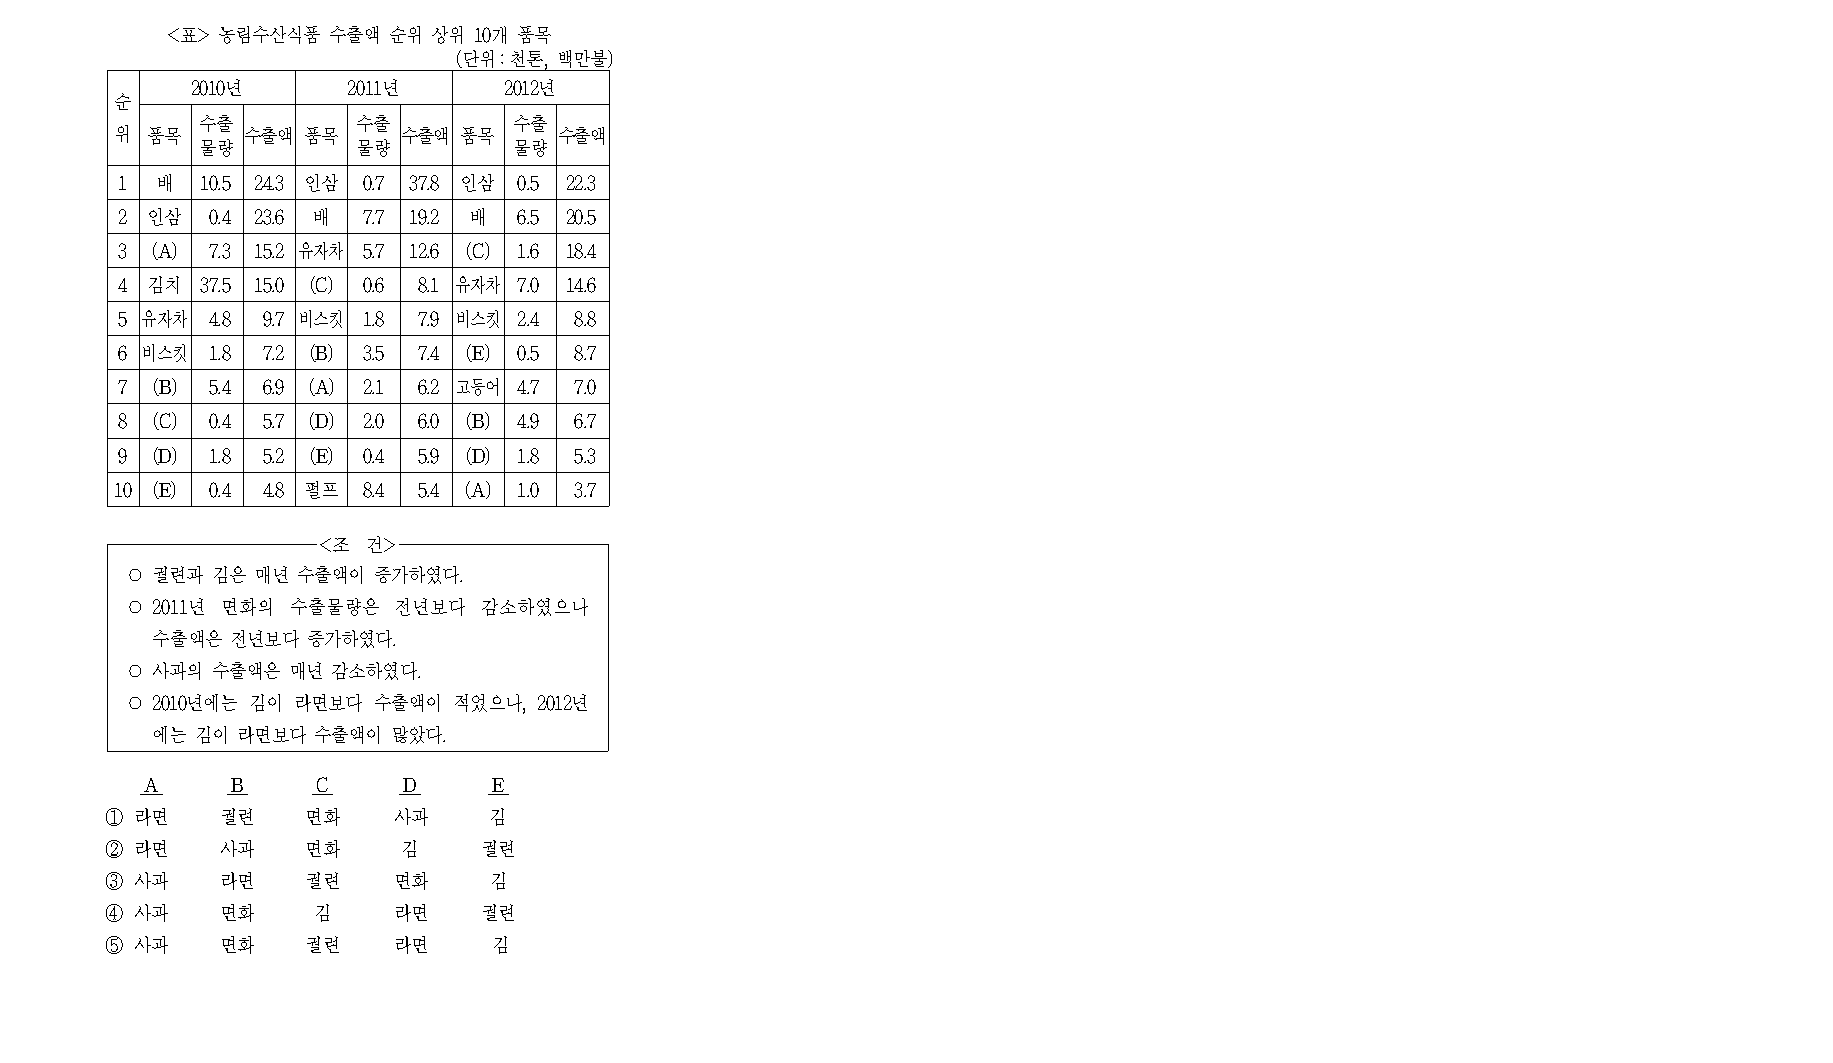 <표> 농림수산식품 수출액 순위 상위 10개 품목
(단위 : 천톤, 백만불)
순위 2010년 2011년 2012년
품목 수출물량 수출액 품목 수출물량 수출액 품목 수출물량 수출액
1 배 10.5 24.3 인삼 0.7 37.8 인삼 0.5 22.3
2 인삼 0.4 23.6 배 7.7 19.2 배 6.5 20.5
3 (A) 7.3 15.2 유자차 5.7 12.6 (C) 1.6 18.4
4 김치 37.5 15.0 (C) 0.6 8.1 유자차 7.0 14.6
5 유자차 4.8 9.7 비스킷 1.8 7.9 비스킷 2.4 8.8
6 비스킷 1.8 7.2 (B) 3.5 7.4 (E) 0.5 8.7
7 (B) 5.4 6.9 (A) 2.1 6.2 고등어 4.7 7.0
8 (C) 0.4 5.7 (D) 2.0 6.0 (B) 4.9 6.7
9 (D) 1.8 5.2 (E) 0.4 5.9 (D) 1.8 5.3
10 (E) 0.4 4.8 펄프 8.4 5.4 (A) 1.0 3.7
<조 건>
○ 궐련과 김은 매년 수출액이 증가하였다.
○ 2011년 면화의 수출물량은 전년보다 감소하였으나
수출액은 전년보다 증가하였다.
○ 사과의 수출액은 매년 감소하였다.
○ 2010년에는 김이 라면보다 수출액이 적었으나, 2012년
에는 김이 라면보다 수출액이 많았다.
A B C D E
① 라면 궐련 면화 사과 김
② 라면 사과 면화 김 궐련
③ 사과 라면 궐련 면화 김
④ 사과 면화 김 라면 궐련
⑤ 사과 면화 궐련 라면 김